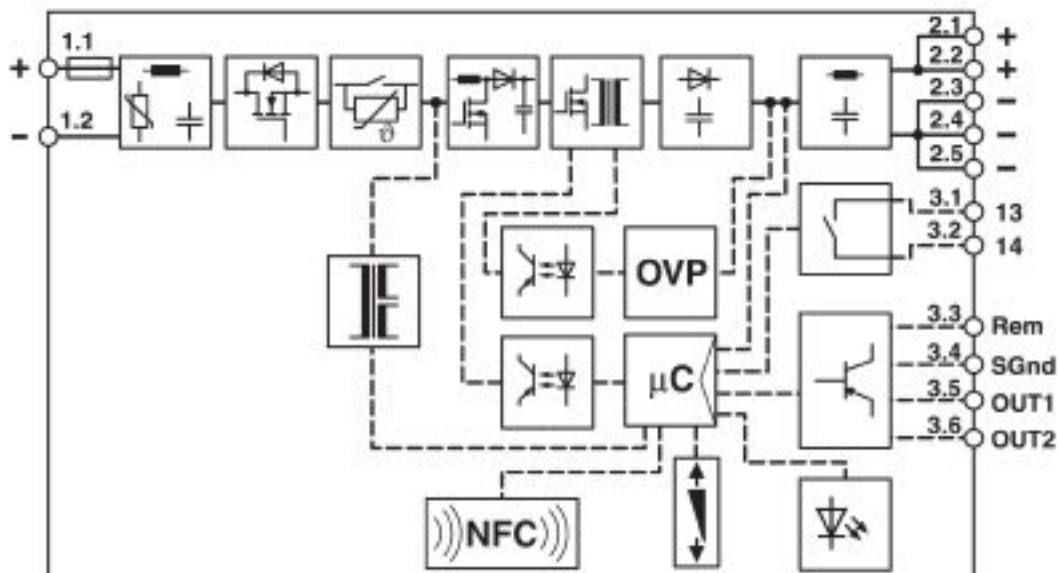 1.1
+
1.2
−
ϑ
2.1 +
2.2 +
2.3 −
2.4 −
2.5 −
3.1 13
3.2 14
OVP
3.3 Rem
3.4 SGnd
µC
3.5 OUT1
3.6 OUT2
NFC